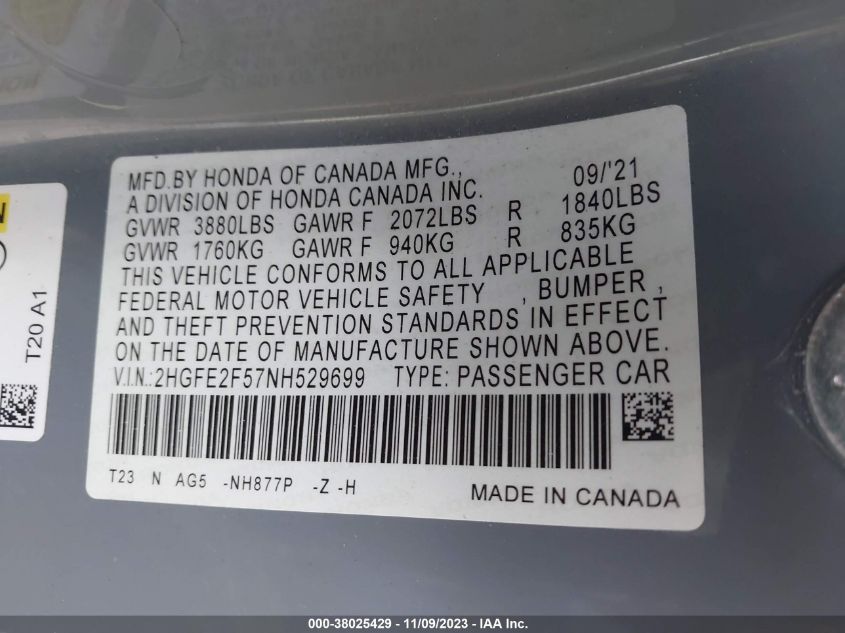 MFD.BY HONDA OF CANADA MFG., 09/'21
A DIVISION OF HONDA CANADA INC.
GVWR 3880LBS GAWR F 2072LBS R 1840LBS
GVWR 1760KG GAWR F 940KG R 835KG
THIS VEHICLE CONFORMS TO ALL APPLICABLE
FEDERAL MOTOR VEHICLE SAFETY , BUMPER ,
AND THEFT PREVENTION STANDARDS IN EFFECT
ON THE DATE OF MANUFACTURE SHOWN ABOVE.
V.I.N.:2HGFE2F57NH529699 TYPE: PASSENGER CAR
T23 N AG5 -NH877P -Z -H MADE IN CANADA
T20 A1
000-38025429 - 11/09/2023 - IAA Inc.